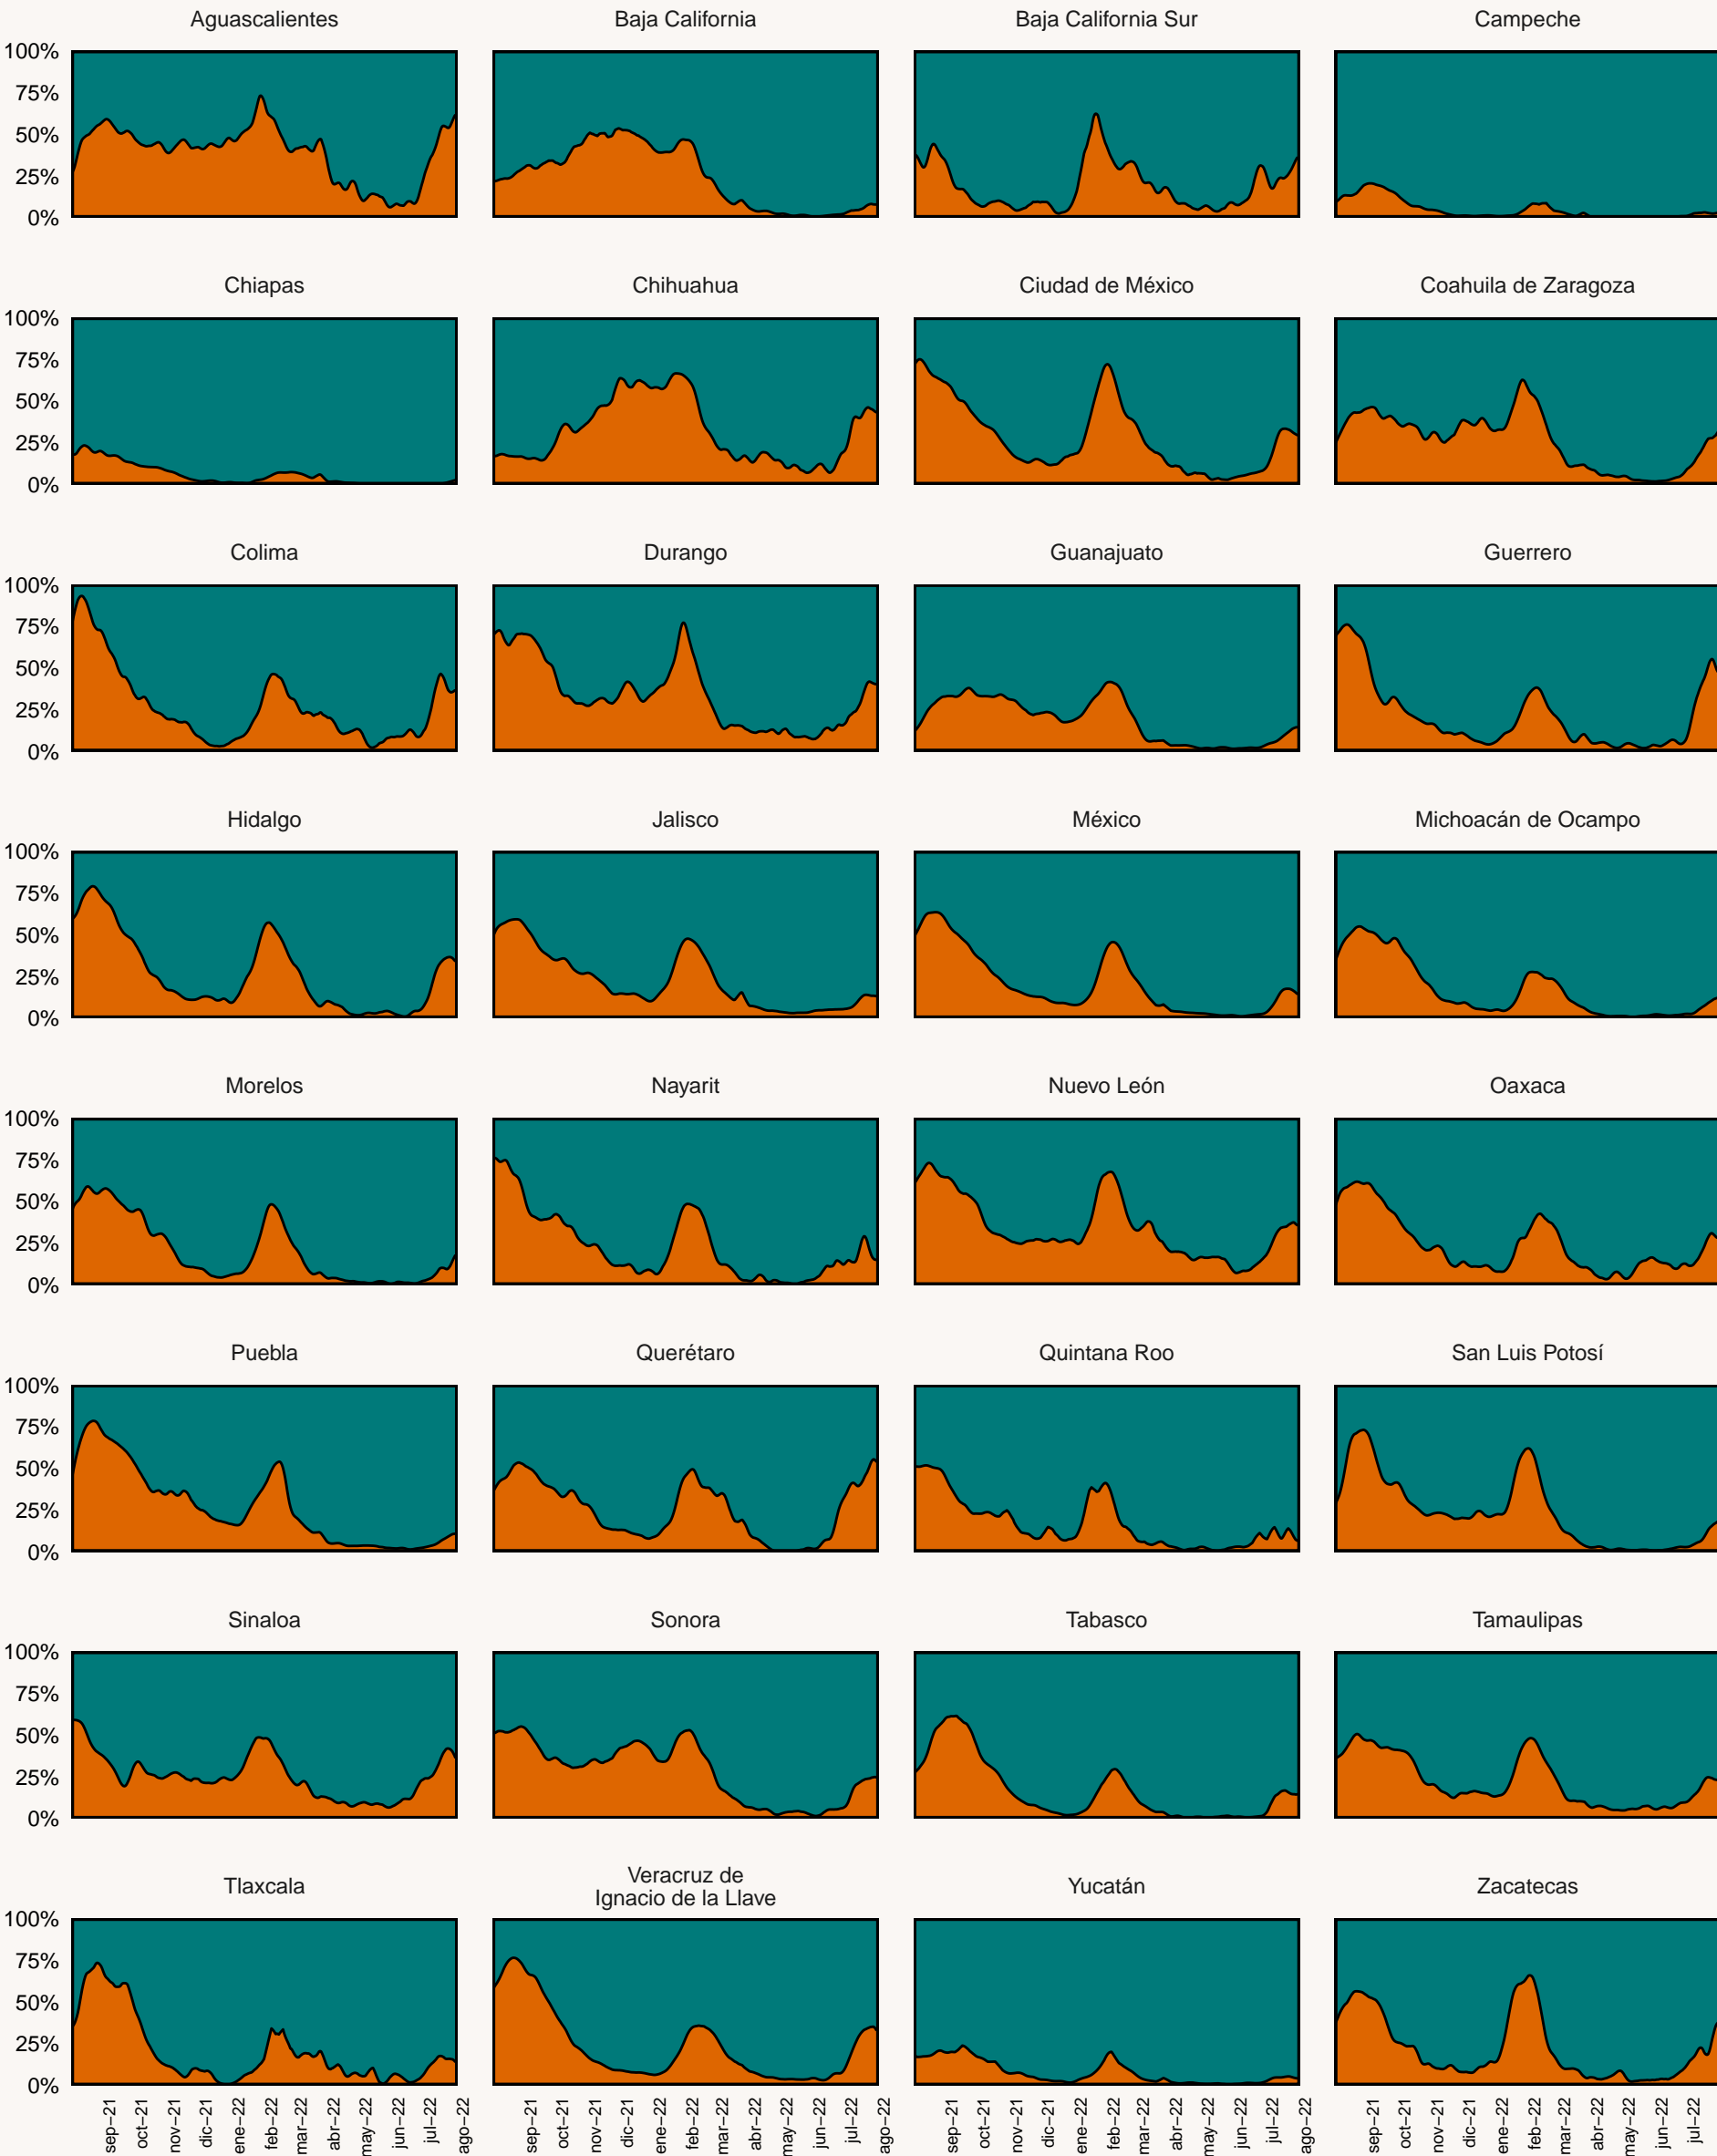 Aguascalientes Baja California Baja California Sur Campeche
100%
75%
50%
25%
0%
Chiapas Chihuahua Ciudad de México Coahuila de Zaragoza
100%
75%
50%
25%
0%
Colima Durango Guanajuato Guerrero
100%
75%
50%
25%
0%
Hidalgo Jalisco México Michoacán de Ocampo
100%
75%
50%
25%
0%
Morelos Nayarit Nuevo León Oaxaca
100%
75%
50%
25%
0%
Puebla Querétaro Quintana Roo San Luis Potosí
100%
75%
50%
25%
0%
Sinaloa Sonora Tabasco Tamaulipas
100%
75%
50%
25%
0%
Tlaxcala
Veracruz de
Ignacio de la Llave
Yucatán Zacatecas
100%
75%
50%
25%
0%
sep−21 oct−21 nov−21 dic−21 ene−22 feb−22 mar−22 abr−22 may−22 jun−22 jul−22 ago−22
sep−21 oct−21 nov−21 dic−21 ene−22 feb−22 mar−22 abr−22 may−22 jun−22 jul−22 ago−22
sep−21 oct−21 nov−21 dic−21 ene−22 feb−22 mar−22 abr−22 may−22 jun−22 jul−22 ago−22
sep−21 oct−21 nov−21 dic−21 ene−22 feb−22 mar−22 abr−22 may−22 jun−22 jul−22